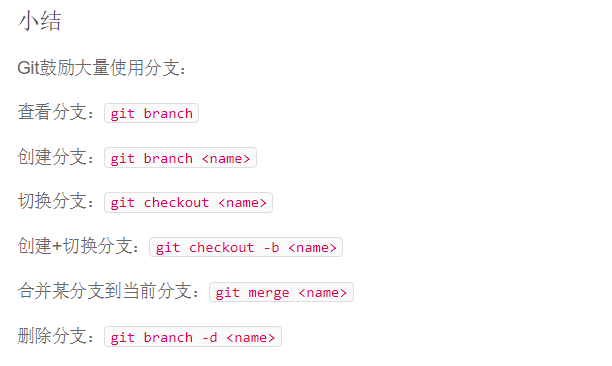 小结
Git鼓励大量使用分支：
查看分支：git branch
创建分支：git branch <name>
切换分支：git checkout <name>
创建+切换分支：git checkout -b <name>
合并某分支到当前分支：git merge <name>
删除分支：git branch -d <name>